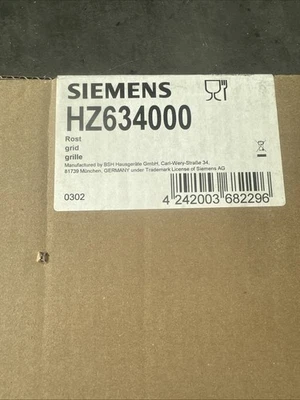 SIEMENS
HZ634000
Rost
grid
grille
Manufactured by BSH Hausgeräte GmbH, Carl-Wery-Straße 34,
81739 München, GERMANY under Trademark License of Siemens AG
0302
4 242003 682296